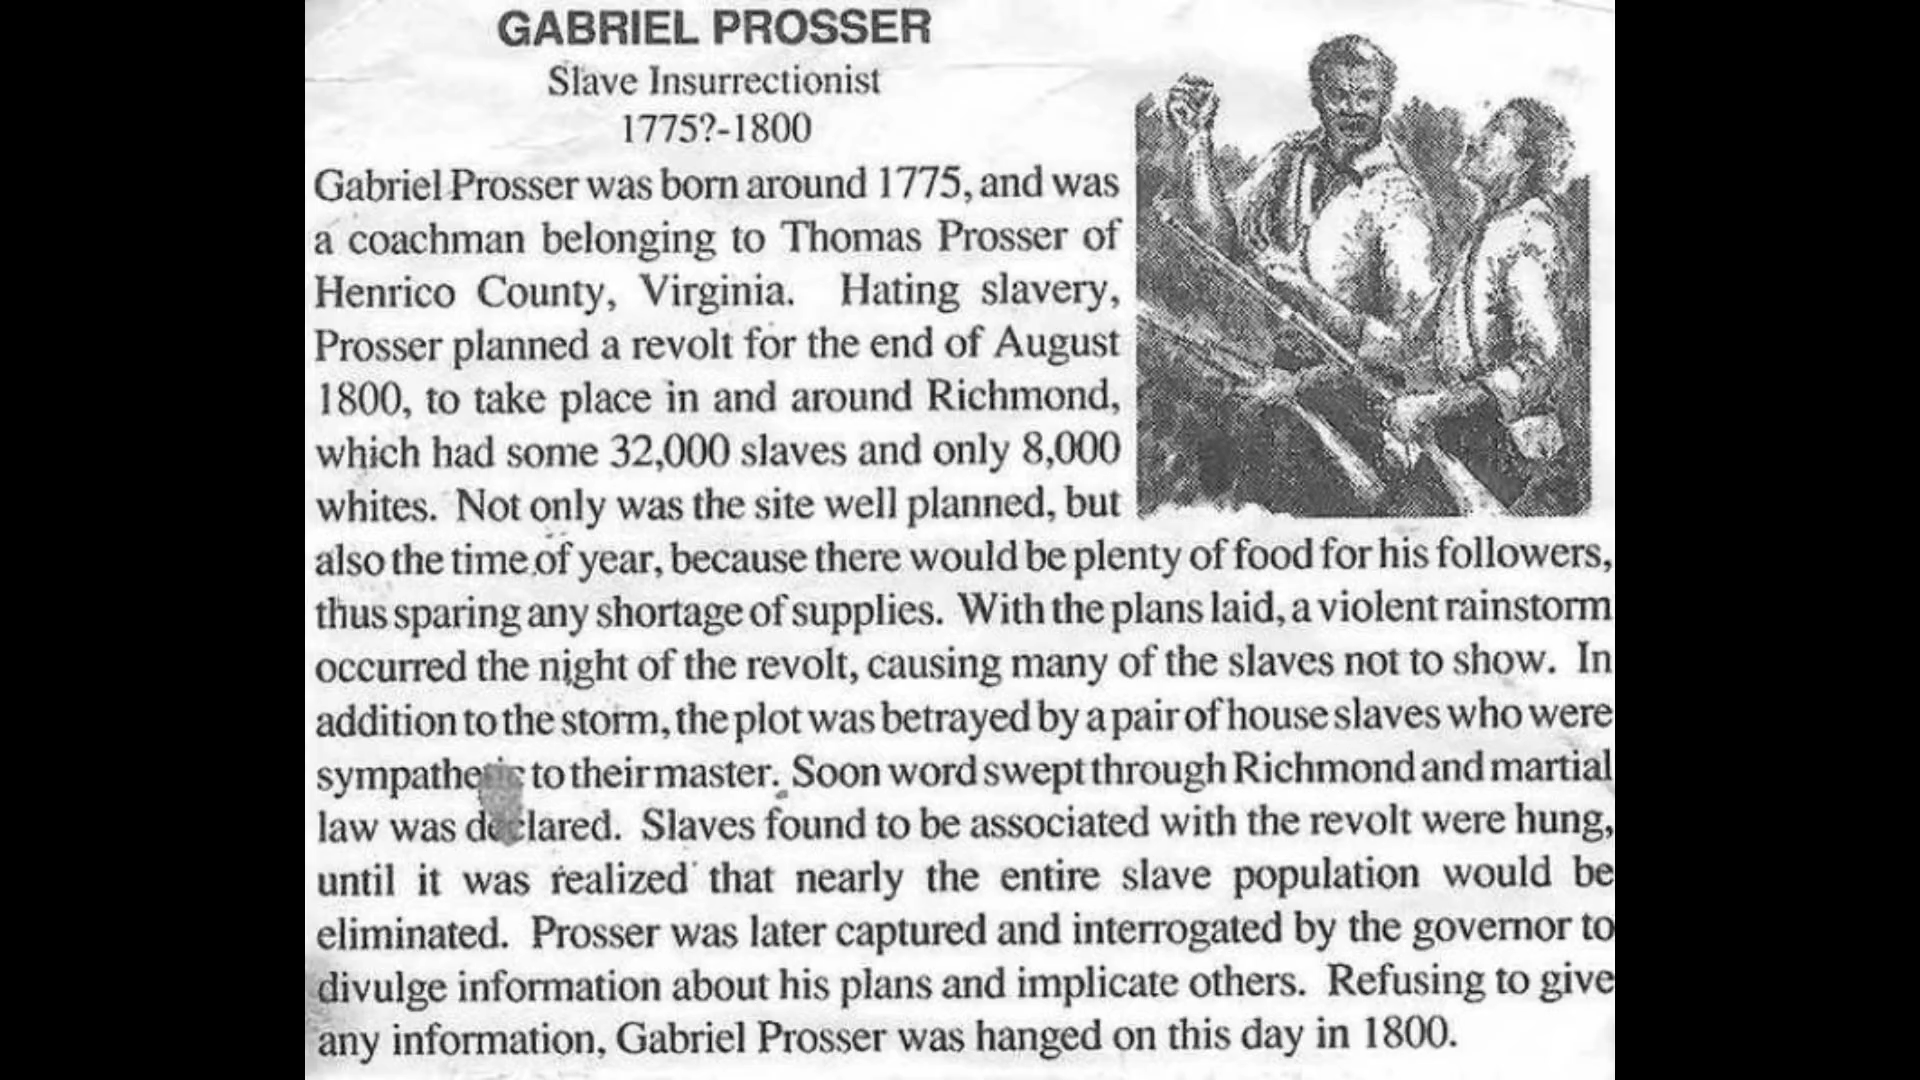 GABRIEL PROSSER
Slave Insurrectionist
1775?-1800
Gabriel Prosser was born around 1775, and was
a coachman belonging to Thomas Prosser of
Henrico County, Virginia. Hating slavery,
Prosser planned a revolt for the end of August
1800, to take place in and around Richmond,
which had some 32,000 slaves and only 8,000
whites. Not only was the site well planned, but
also the time of year, because there would be plenty of food for his followers,
thus sparing any shortage of supplies. With the plans laid, a violent rainstorm
occurred the night of the revolt, causing many of the slaves not to show. In
addition to the storm, the plot was betrayed by a pair of house slaves who were
sympathetic to their master. Soon word swept through Richmond and martial
law was declared. Slaves found to be associated with the revolt were hung,
until it was realized that nearly the entire slave population would be
eliminated. Prosser was later captured and interrogated by the governor to
divulge information about his plans and implicate others. Refusing to give
any information, Gabriel Prosser was hanged on this day in 1800.